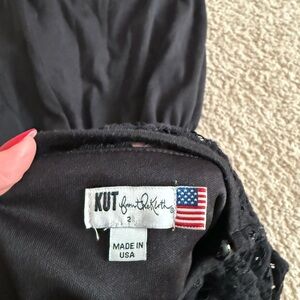 KUT from the Kloth
2
MADE IN
USA